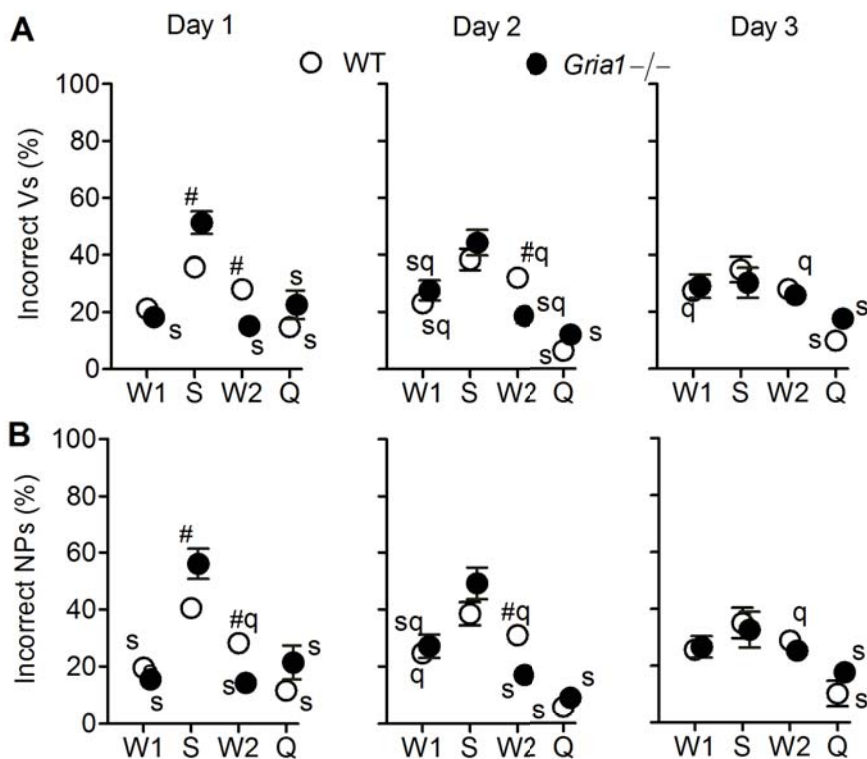 A Day 1 Day 2 Day 3
WT Gria1–/–
Incorrect Vs (%)
100
80
60
40
20
0
# # s s s s
sq sq #q sq s s
q q s s
W1 S W2 Q W1 S W2 Q W1 S W2 Q
B
Incorrect NPs (%)
100
80
60
40
20
0
s s # #q s s s
sq q #q s s s
q s s
W1 S W2 Q W1 S W2 Q W1 S W2 Q